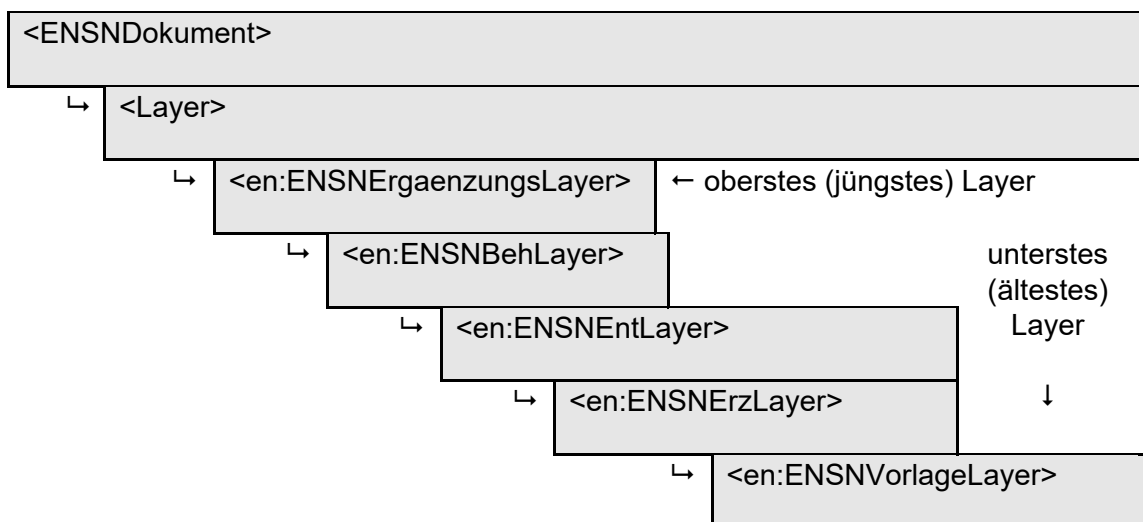 <ENSNDokument>
↳ <Layer>
↳ <en:ENSNErgaenzungsLayer> ← oberstes (jüngstes) Layer
↳ <en:ENSNBehLayer>
unterstes
(ältestes)
Layer
↳ <en:ENSNEntLayer>
↳ <en:ENSNErzLayer> ↓
↳ <en:ENSNVorlageLayer>